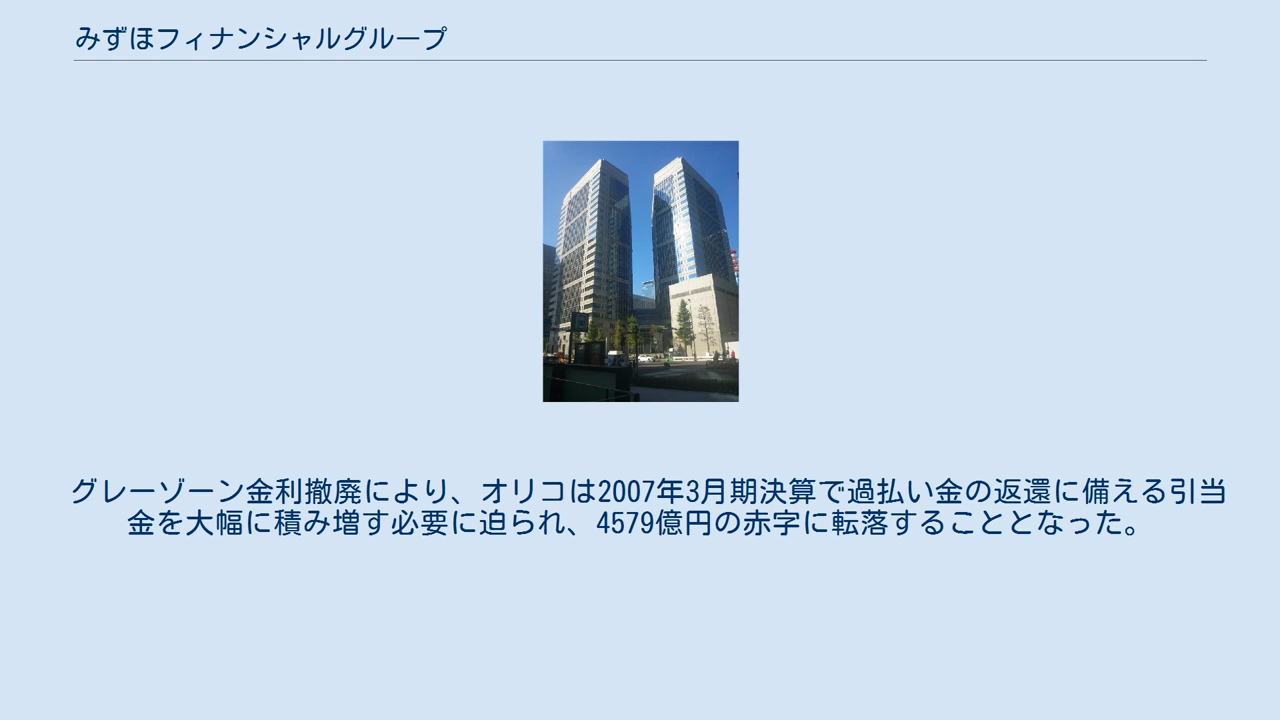 みずほフィナンシャルグループ
グレーゾーン金利撤廃により、オリコは2007年3月期決算で過払い金の返還に備える引当
金を大幅に積み増す必要に迫られ、4579億円の赤字に転落することとなった。